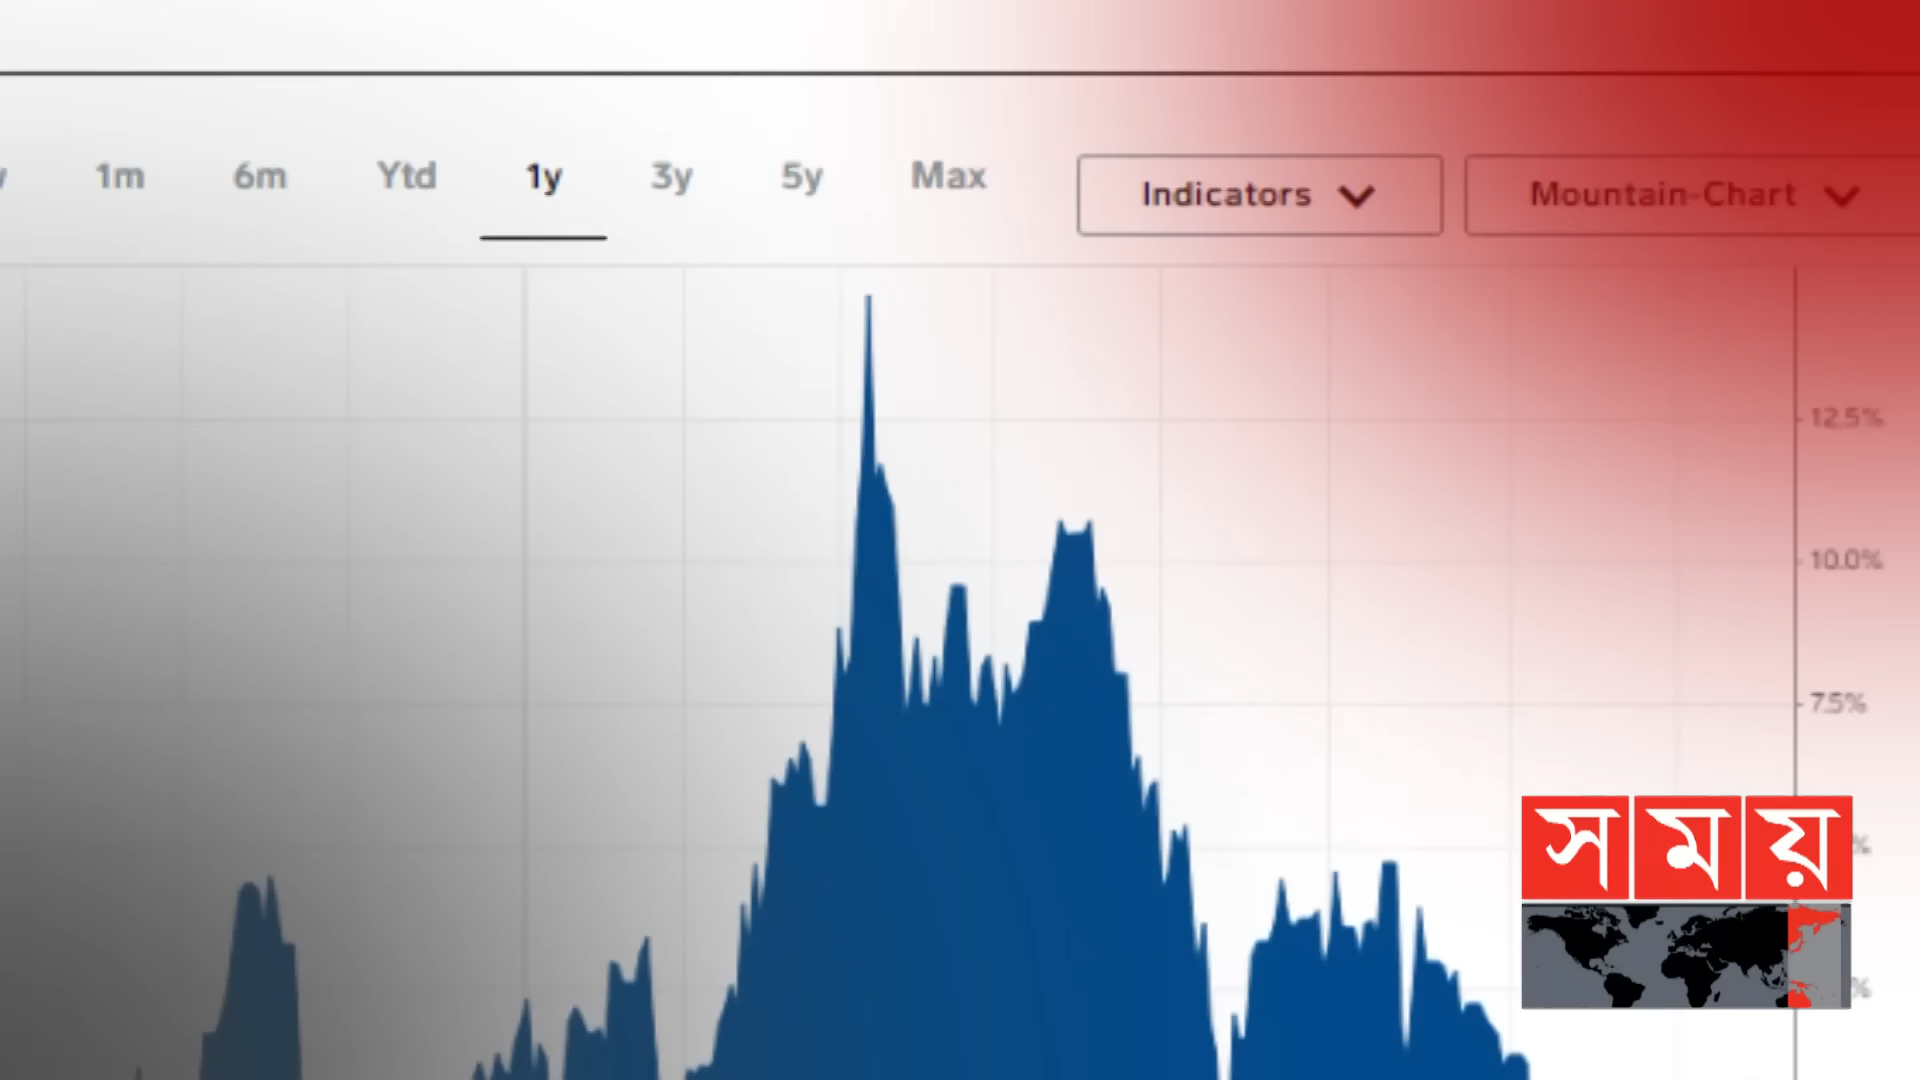 1m 6m Ytd 1y 3y 5y Max Indicators Mountain-Chart
12.5%
10.0%
7.5%
সময়